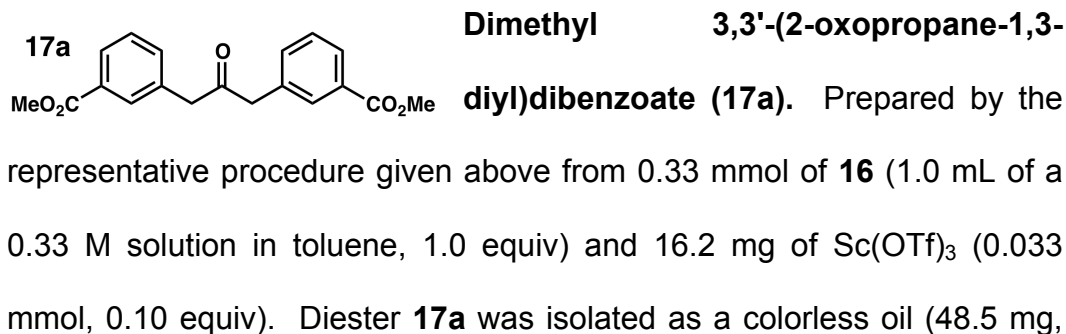 17a
O
MeO₂C
CO₂Me
Dimethyl 3,3'-(2-oxopropane-1,3-
diyl)dibenzoate (17a). Prepared by the
representative procedure given above from 0.33 mmol of 16 (1.0 mL of a
0.33 M solution in toluene, 1.0 equiv) and 16.2 mg of Sc(OTf)₃ (0.033
mmol, 0.10 equiv). Diester 17a was isolated as a colorless oil (48.5 mg,